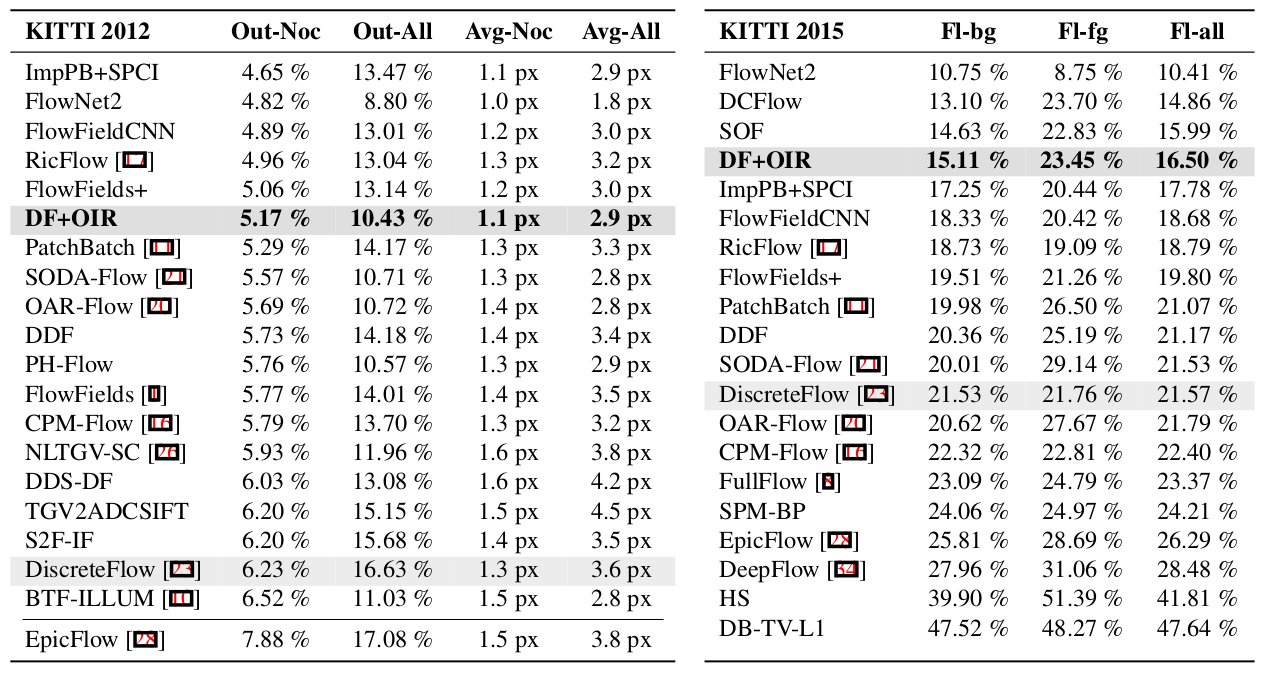 KITTI 2012 Out-Noc Out-All Avg-Noc Avg-All
ImpPB+SPCI 4.65 % 13.47 % 1.1 px 2.9 px
FlowNet2 4.82 % 8.80 % 1.0 px 1.8 px
FlowFieldCNN 4.89 % 13.01 % 1.2 px 3.0 px
RicFlow [17] 4.96 % 13.04 % 1.3 px 3.2 px
FlowFields+ 5.06 % 13.14 % 1.2 px 3.0 px
DF+OIR 5.17 % 10.43 % 1.1 px 2.9 px
PatchBatch [11] 5.29 % 14.17 % 1.3 px 3.3 px
SODA-Flow [21] 5.57 % 10.71 % 1.3 px 2.8 px
OAR-Flow [20] 5.69 % 10.72 % 1.4 px 2.8 px
DDF 5.73 % 14.18 % 1.4 px 3.4 px
PH-Flow 5.76 % 10.57 % 1.3 px 2.9 px
FlowFields [] 5.77 % 14.01 % 1.4 px 3.5 px
CPM-Flow [16] 5.79 % 13.70 % 1.3 px 3.2 px
NLTGV-SC [26] 5.93 % 11.96 % 1.6 px 3.8 px
DDS-DF 6.03 % 13.08 % 1.6 px 4.2 px
TGV2ADCSIFT 6.20 % 15.15 % 1.5 px 4.5 px
S2F-IF 6.20 % 15.68 % 1.4 px 3.5 px
DiscreteFlow [23] 6.23 % 16.63 % 1.3 px 3.6 px
BTF-ILLUM [10] 6.52 % 11.03 % 1.5 px 2.8 px
EpicFlow [28] 7.88 % 17.08 % 1.5 px 3.8 px
KITTI 2015 Fl-bg Fl-fg Fl-all
FlowNet2 10.75 % 8.75 % 10.41 %
DCFlow 13.10 % 23.70 % 14.86 %
SOF 14.63 % 22.83 % 15.99 %
DF+OIR 15.11 % 23.45 % 16.50 %
ImpPB+SPCI 17.25 % 20.44 % 17.78 %
FlowFieldCNN 18.33 % 20.42 % 18.68 %
RicFlow [17] 18.73 % 19.09 % 18.79 %
FlowFields+ 19.51 % 21.26 % 19.80 %
PatchBatch [11] 19.98 % 26.50 % 21.07 %
DDF 20.36 % 25.19 % 21.17 %
SODA-Flow [21] 20.01 % 29.14 % 21.53 %
DiscreteFlow [23] 21.53 % 21.76 % 21.57 %
OAR-Flow [20] 20.62 % 27.67 % 21.79 %
CPM-Flow [16] 22.32 % 22.81 % 22.40 %
FullFlow [] 23.09 % 24.79 % 23.37 %
SPM-BP 24.06 % 24.97 % 24.21 %
EpicFlow [28] 25.81 % 28.69 % 26.29 %
DeepFlow [34] 27.96 % 31.06 % 28.48 %
HS 39.90 % 51.39 % 41.81 %
DB-TV-L1 47.52 % 48.27 % 47.64 %